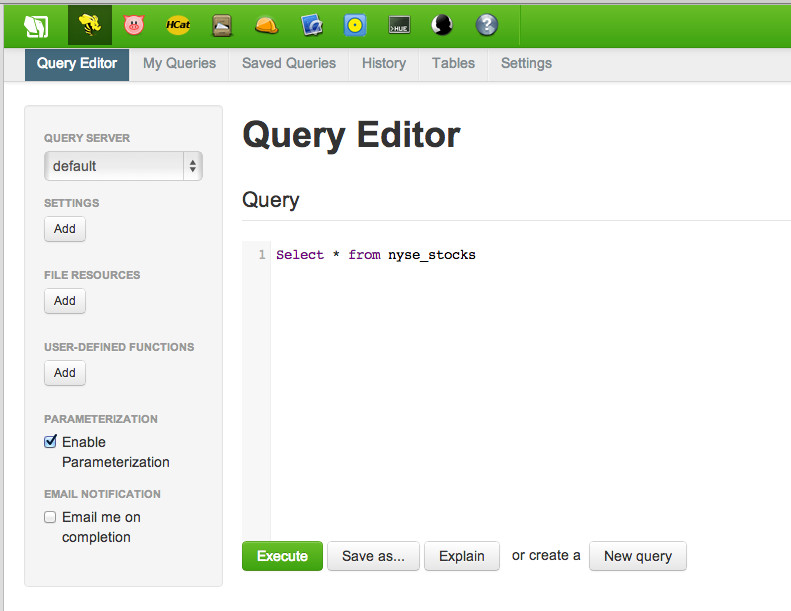 HCat
>HUE
?
Query Editor My Queries Saved Queries History Tables Settings
QUERY SERVER
default
SETTINGS
Add
FILE RESOURCES
Add
USER-DEFINED FUNCTIONS
Add
PARAMETERIZATION
Enable
Parameterization
EMAIL NOTIFICATION
Email me on
completion
Query Editor
Query
1 Select * from nyse_stocks
Execute Save as... Explain or create a New query